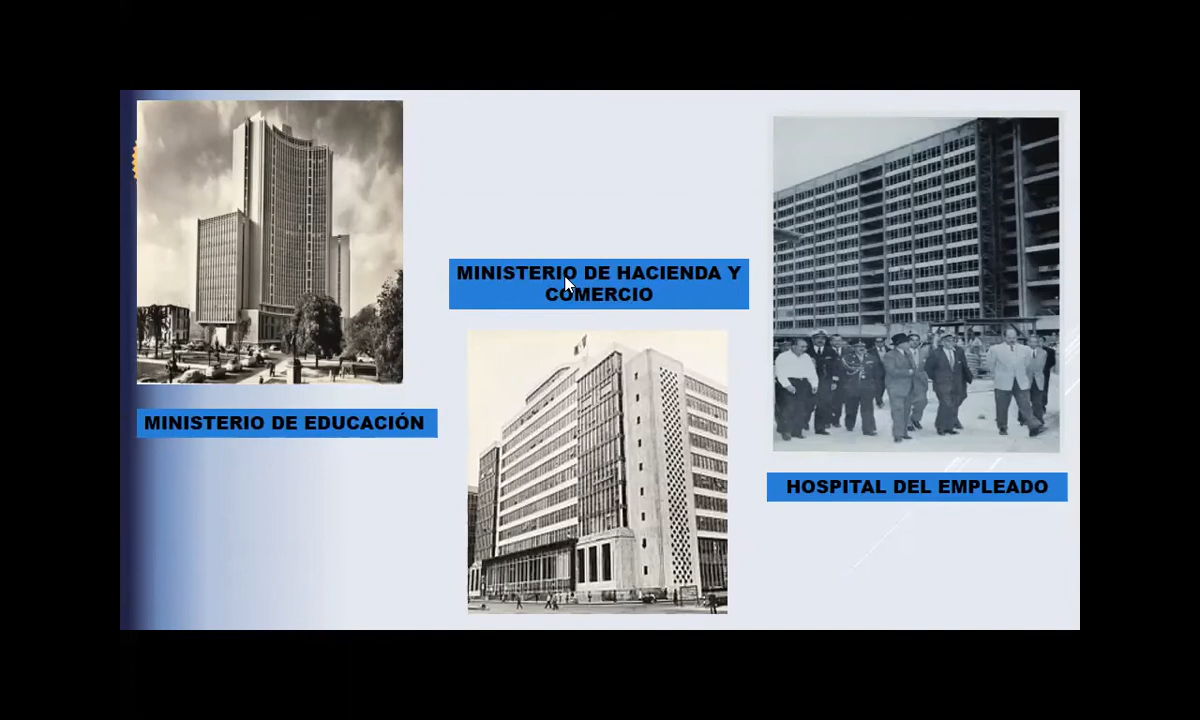 MINISTERIO DE EDUCACIÓN
MINISTERIO DE HACIENDA Y
COMERCIO
HOSPITAL DEL EMPLEADO